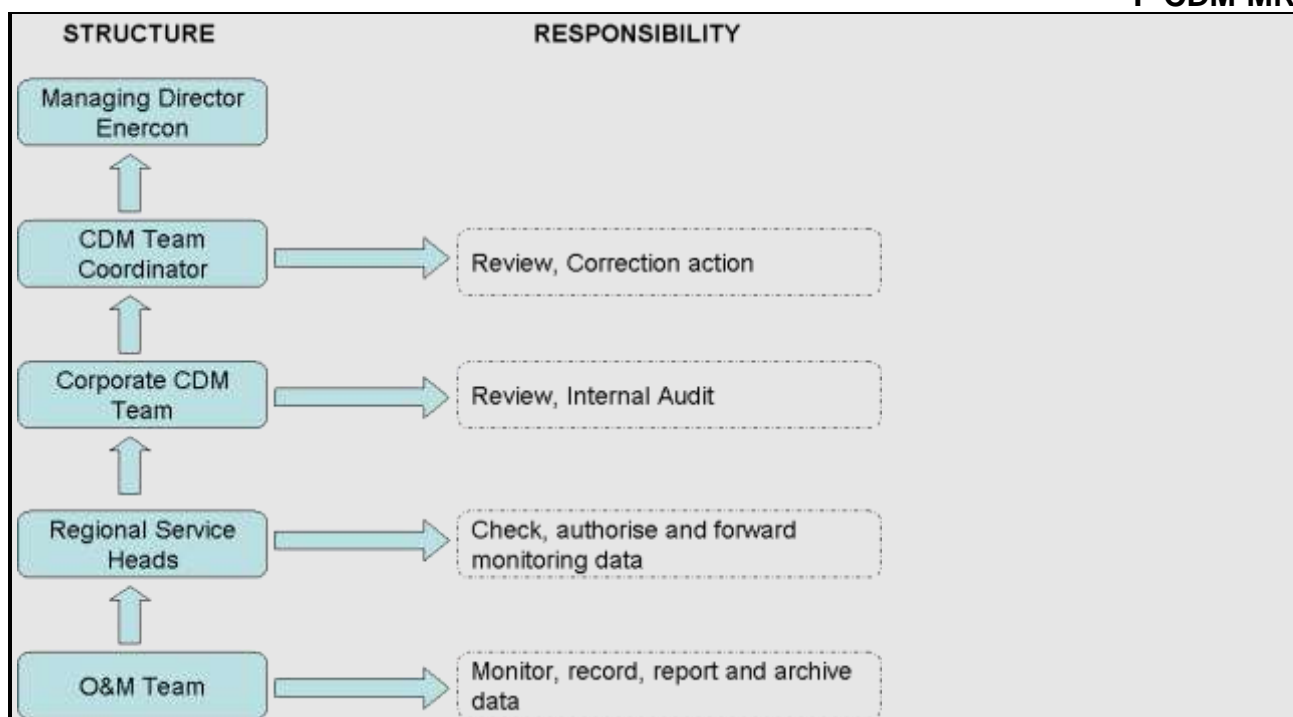 STRUCTURE RESPONSIBILITY
Managing Director
Enercon
CDM Team
Coordinator
Review, Correction action
Corporate CDM
Team
Review, Internal Audit
Regional Service
Heads
Check, authorise and forward
monitoring data
O&M Team
Monitor, record, report and archive
data